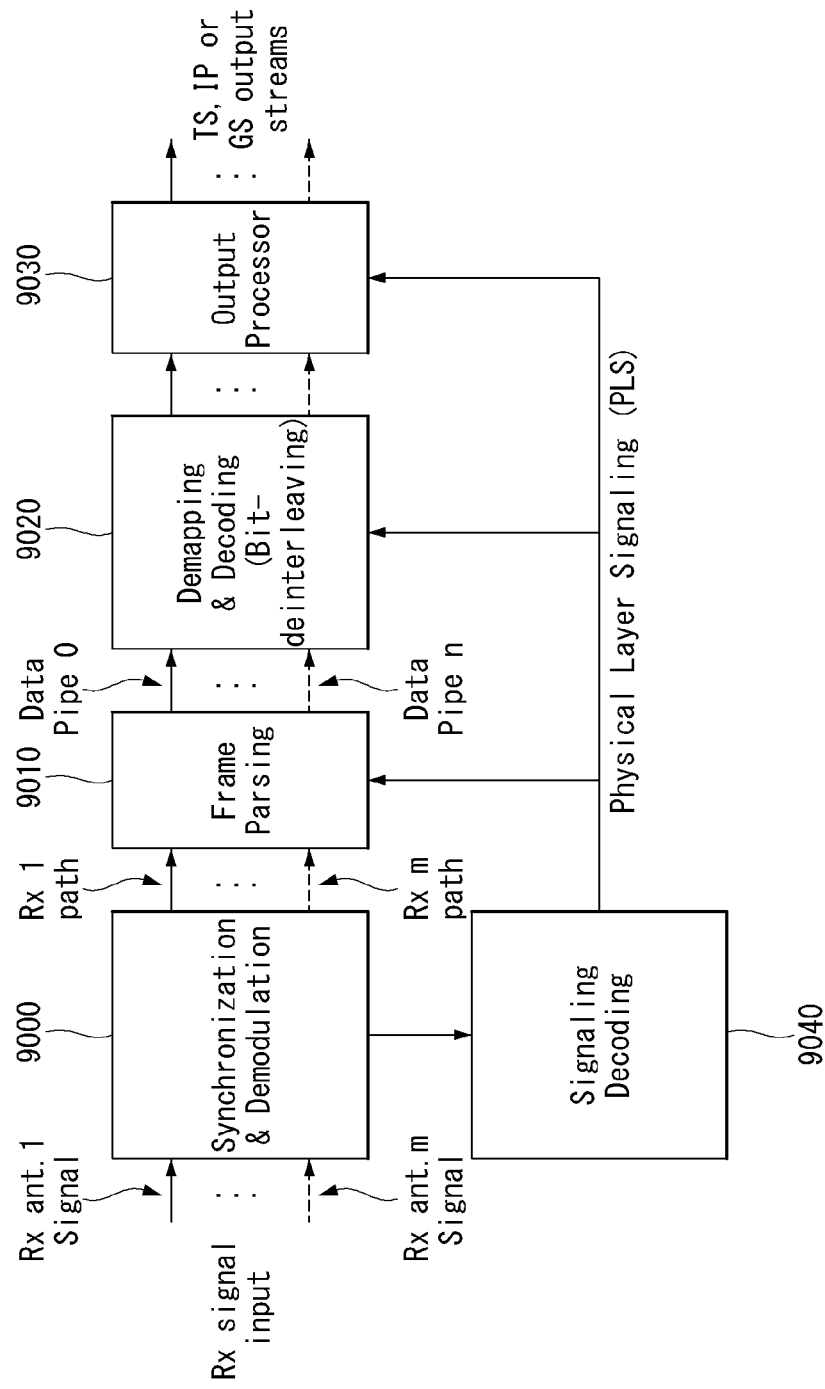 Rx signal
input
Rx ant.1
Signal
...
Rx ant.m
Signal
9000
Synchronization
& Demodulation
Rx 1
path
...
Rx m
path
9010
Frame
Parsing
Data
Pipe 0
...
Data
Pipe n
9020
Demapping
& Decoding
(Bit-
deinterleaving)
...
9030
Output
Processor
...
TS, IP or
GS output
streams
Signaling
Decoding
9040
Physical Layer Signaling (PLS)